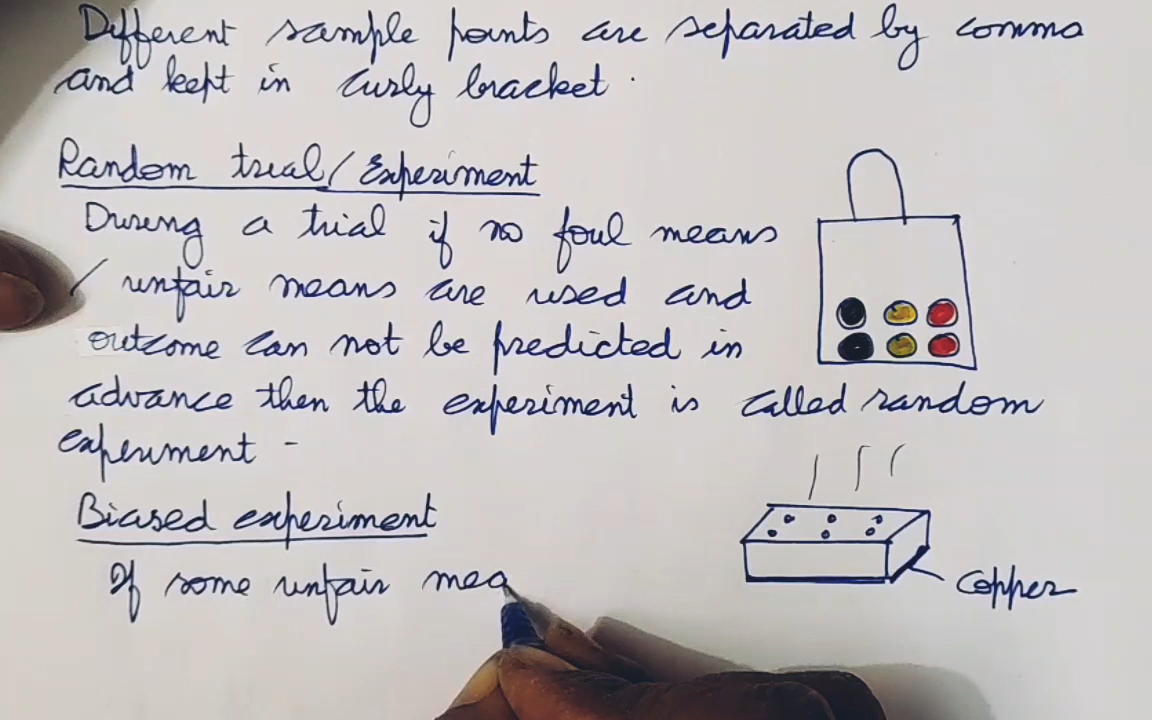 Different sample points are separated by comma
and kept in curly bracket.
Random trial/Experiment
During a trial if no foul means
/ unfair means are used and
outcome can not be predicted in
advance then the experiment is called random
experiment -
Biased experiment
Copper
If some unfair mea